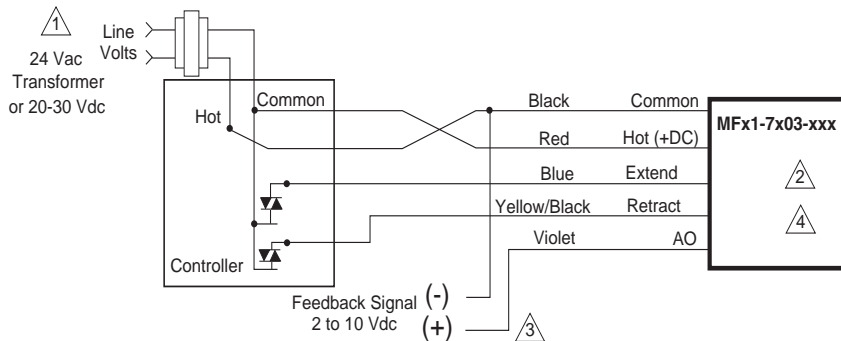 1
Line
Volts
24 Vac
Transformer
or 20-30 Vdc
Common
Hot
Controller
Black
Common
Red
Hot (+DC)
Blue
Extend
Yellow/Black
Retract
Violet
AO
MFx1-7x03-xxx
2
4
Feedback Signal (-)
2 to 10 Vdc (+)
3